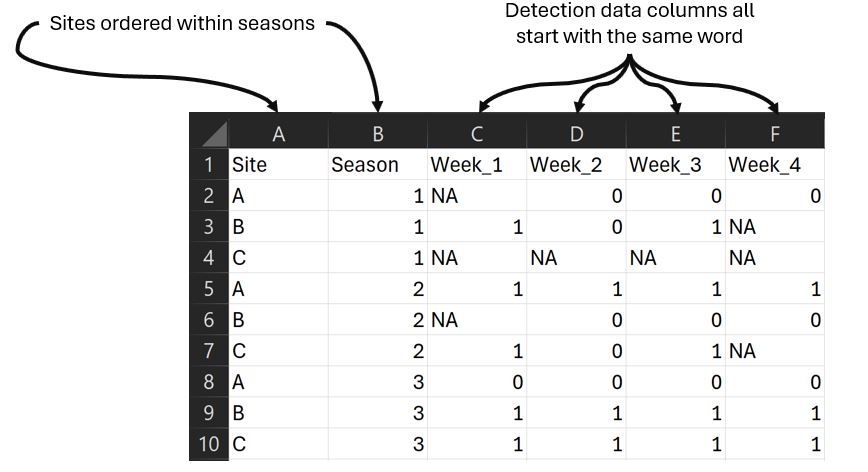 Sites ordered within seasons
Detection data columns all
start with the same word
A B C D E F
1 Site Season Week_1 Week_2 Week_3 Week_4
2 A 1 NA 0 0 0
3 B 1 1 0 1 NA
4 C 1 NA NA NA NA
5 A 2 1 1 1 1
6 B 2 NA 0 0 0
7 C 2 1 0 1 NA
8 A 3 0 0 0 0
9 B 3 1 1 1 1
10 C 3 1 1 1 1